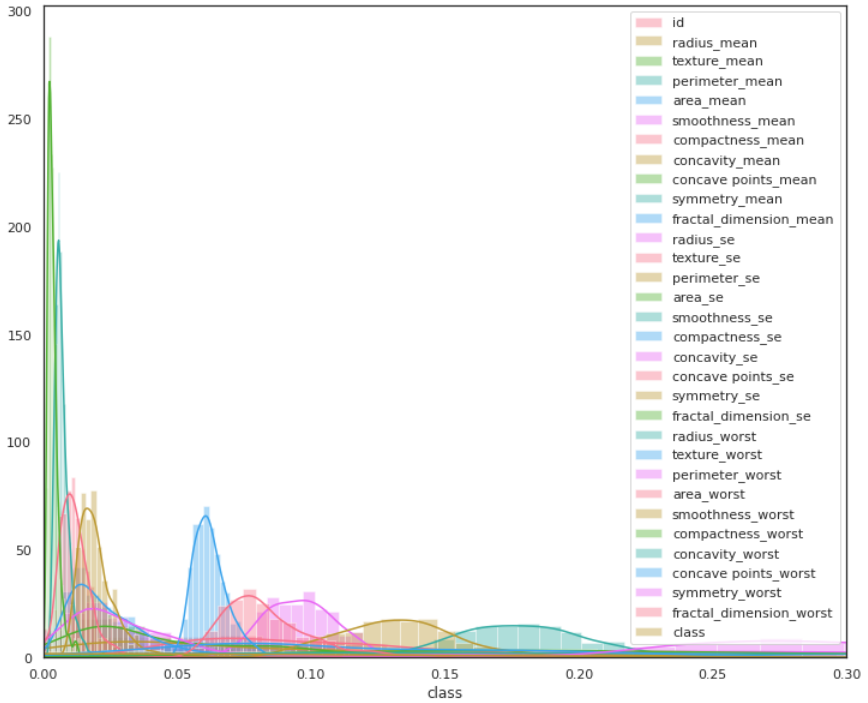 300
250
200
150
100
50
0
0.00 0.05 0.10 0.15 0.20 0.25 0.30
class
id
radius_mean
texture_mean
perimeter_mean
area_mean
smoothness_mean
compactness_mean
concavity_mean
concave points_mean
symmetry_mean
fractal_dimension_mean
radius_se
texture_se
perimeter_se
area_se
smoothness_se
compactness_se
concavity_se
concave points_se
symmetry_se
fractal_dimension_se
radius_worst
texture_worst
perimeter_worst
area_worst
smoothness_worst
compactness_worst
concavity_worst
concave points_worst
symmetry_worst
fractal_dimension_worst
class